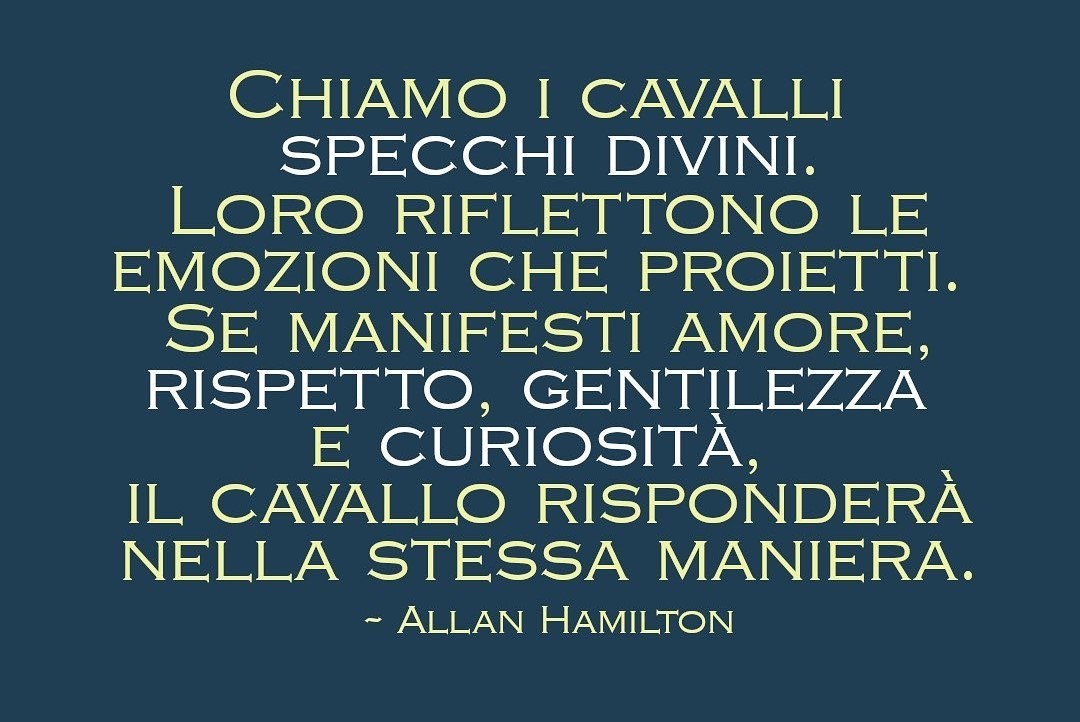 Chiamo i cavalli
specchi divini.
Loro riflettono le
emozioni che proietti.
Se manifesti amore,
rispetto, gentilezza
e curiosità,
il cavallo risponderà
nella stessa maniera.
~ Allan Hamilton